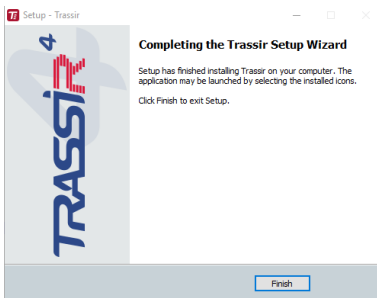 Setup - Trassir
Completing the Trassir Setup Wizard
Setup has finished installing Trassir on your computer. The
application may be launched by selecting the installed icons.
Click Finish to exit Setup.
TRASSIR 4
Finish